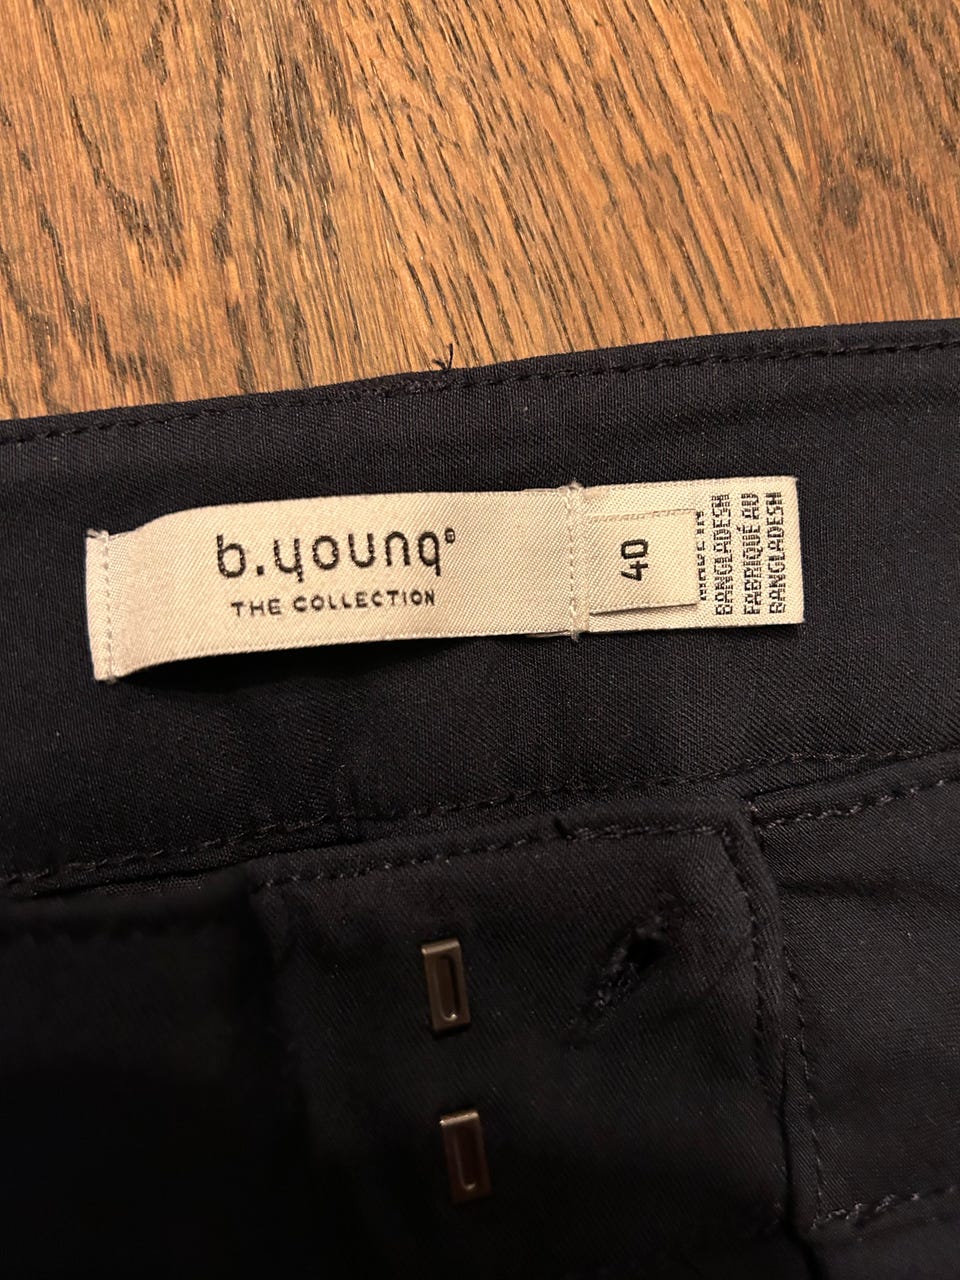 b.young®
THE COLLECTION
40
MADE IN
BANGLADESH
FABRIQUÉ AU
BANGLADESH